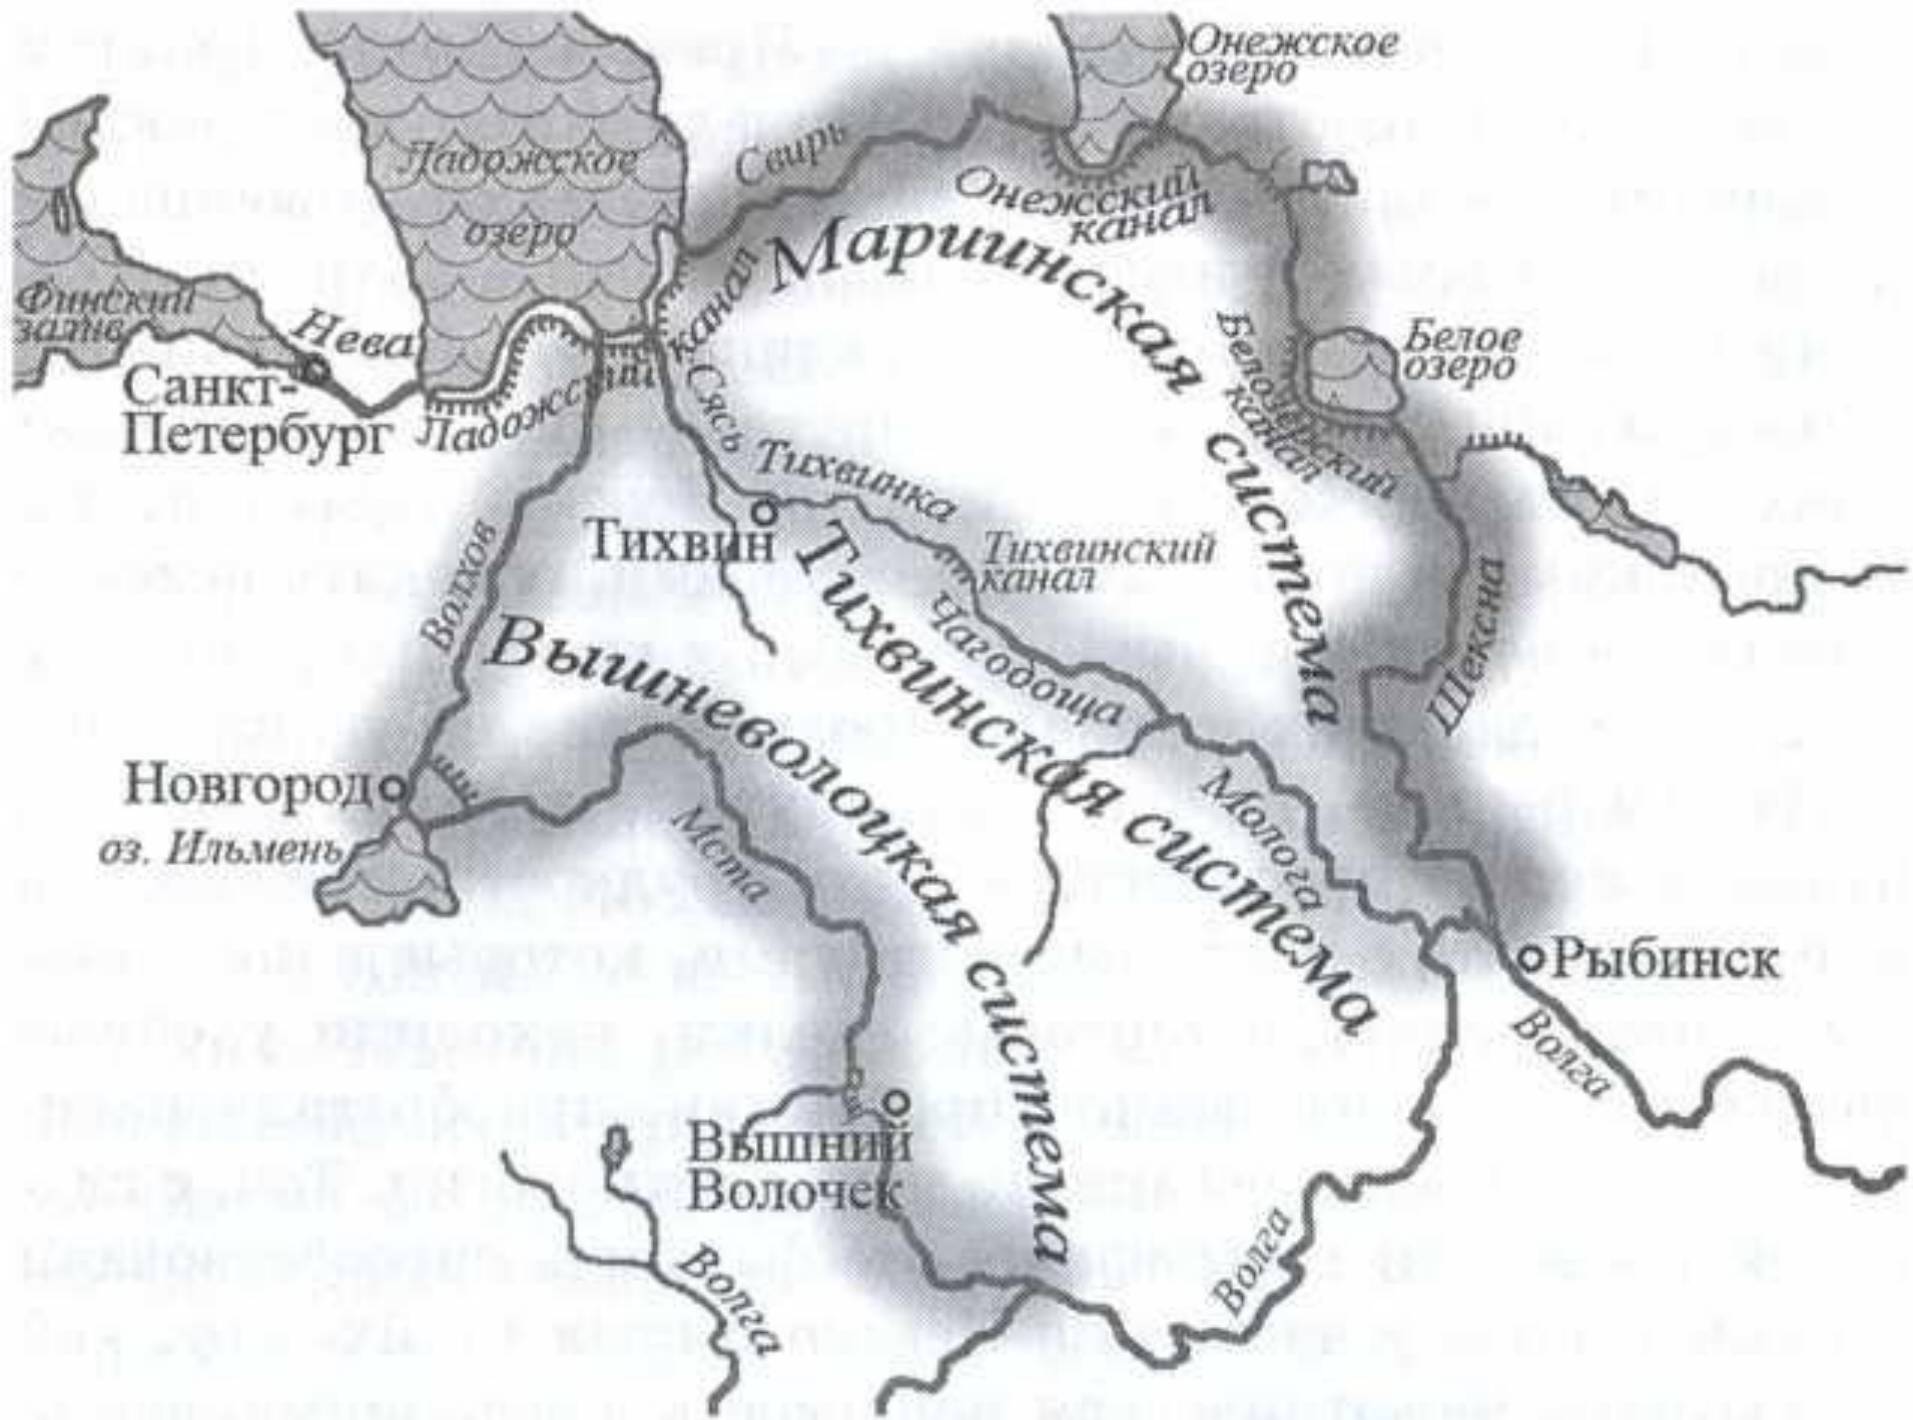 Онежское
озеро
Ладожское
озеро
Свирь
Онежский
канал
Мариинская система
Финский
залив
Нева
Санкт-
Петербург
Ладожский
канал
Сясь
Белое
озеро
Белозерский
канал
Тихвинка
Тихвин
Тихвинский
канал
Тихвинская система
Чагодоща
Волхов
Вышневолоцкая система
Шексна
Новгород
оз. Ильмень
Мста
Молога
Рыбинск
Волга
Вышний
Волочек
Волга
Волга